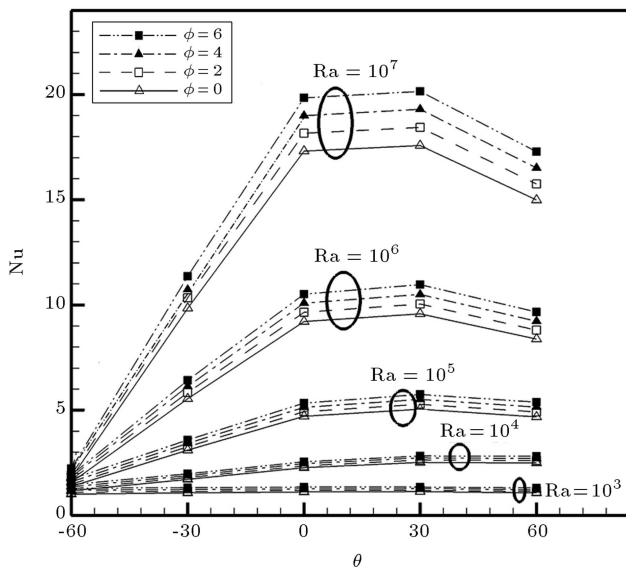 ϕ = 6
ϕ = 4
ϕ = 2
ϕ = 0
Ra = 10⁷
Ra = 10⁶
Ra = 10⁵
Ra = 10⁴
Ra = 10³
Nu
20
15
10
5
0
-60
-30
0
30
60
θ